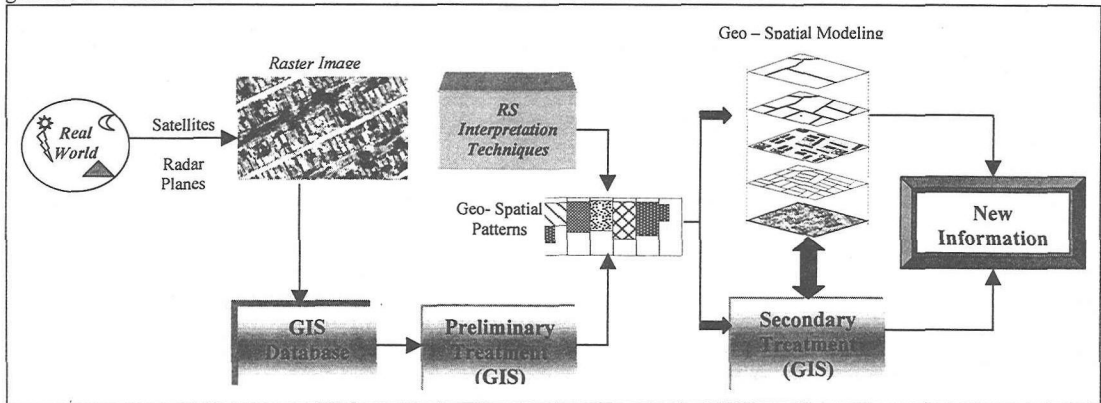 Geo – Spatial Modeling
Raster Image
Real
World
Satellites
Radar
Planes
RS
Interpretation
Techniques
Geo- Spatial
Patterns
New
Information
GIS
Database
Preliminary
Treatment
(GIS)
Secondary
Treatment
(GIS)